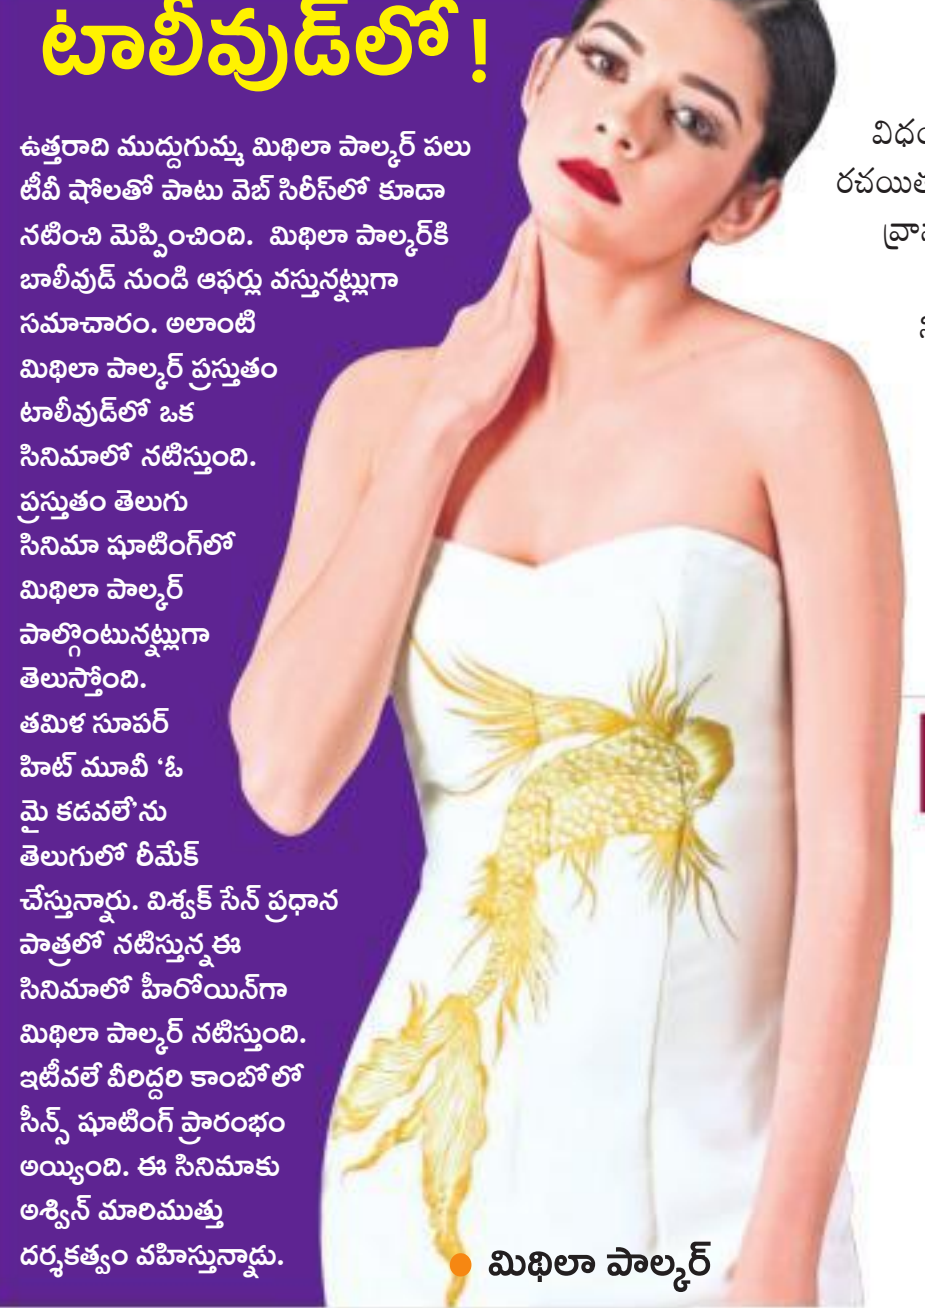 టాలీవుడ్‌లో!
ఉత్తరాది ముద్దుగుమ్మ మిథిలా పాల్కర్ పలు
టీవీ షోలతో పాటు వెబ్ సిరీస్‌లో కూడా
నటించి మెప్పించింది. మిథిలా పాల్కర్‌కి
బాలీవుడ్ నుండి ఆఫర్లు వస్తునట్లుగా
సమాచారం. అలాంటి
మిథిలా పాల్కర్ ప్రస్తుతం
టాలీవుడ్‌లో ఒక
సినిమాలో నటిస్తుంది.
ప్రస్తుతం తెలుగు
సినిమా షూటింగ్‌లో
మిథిలా పాల్కర్
పాల్గొంటునట్లుగా
తెలుస్తోంది.
తమిళ సూపర్
హిట్ మూవీ ‘ఓ
మై కడవలే’ను
తెలుగులో రీమేక్
చేస్తున్నారు. విశ్వక్ సేన్ ప్రధాన
పాత్రలో నటిస్తున్న ఈ
సినిమాలో హీరోయిన్‌గా
మిథిలా పాల్కర్ నటిస్తుంది.
ఇటీవలే వీరిద్దరి కాంబోలో
సీన్స్ షూటింగ్ ప్రారంభం
అయ్యింది. ఈ సినిమాకు
అశ్విన్ మారిముత్తు
దర్శకత్వం వహిస్తున్నాడు.
మిథిలా పాల్కర్